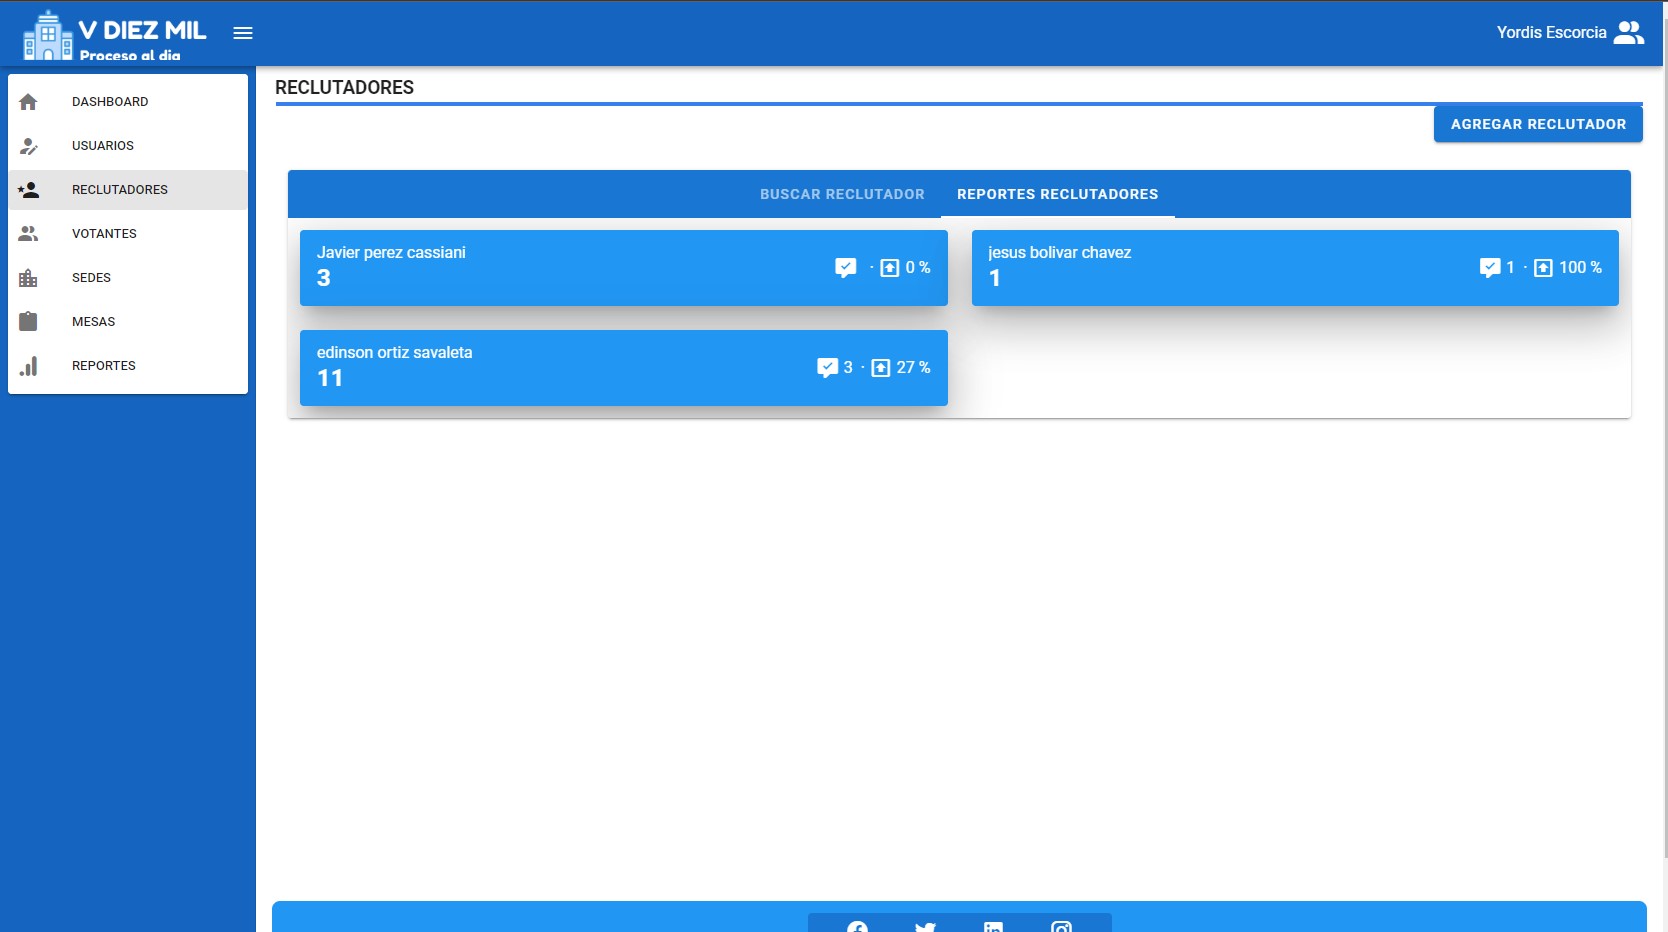 V DIEZ MIL
Proceso al dia
Yordis Escorcia
DASHBOARD
USUARIOS
RECLUTADORES
VOTANTES
SEDES
MESAS
REPORTES
RECLUTADORES
AGREGAR RECLUTADOR
BUSCAR RECLUTADOR
REPORTES RECLUTADORES
Javier perez cassiani
3
· 0 %
jesus bolivar chavez
1
1 · 100 %
edinson ortiz savaleta
11
3 · 27 %